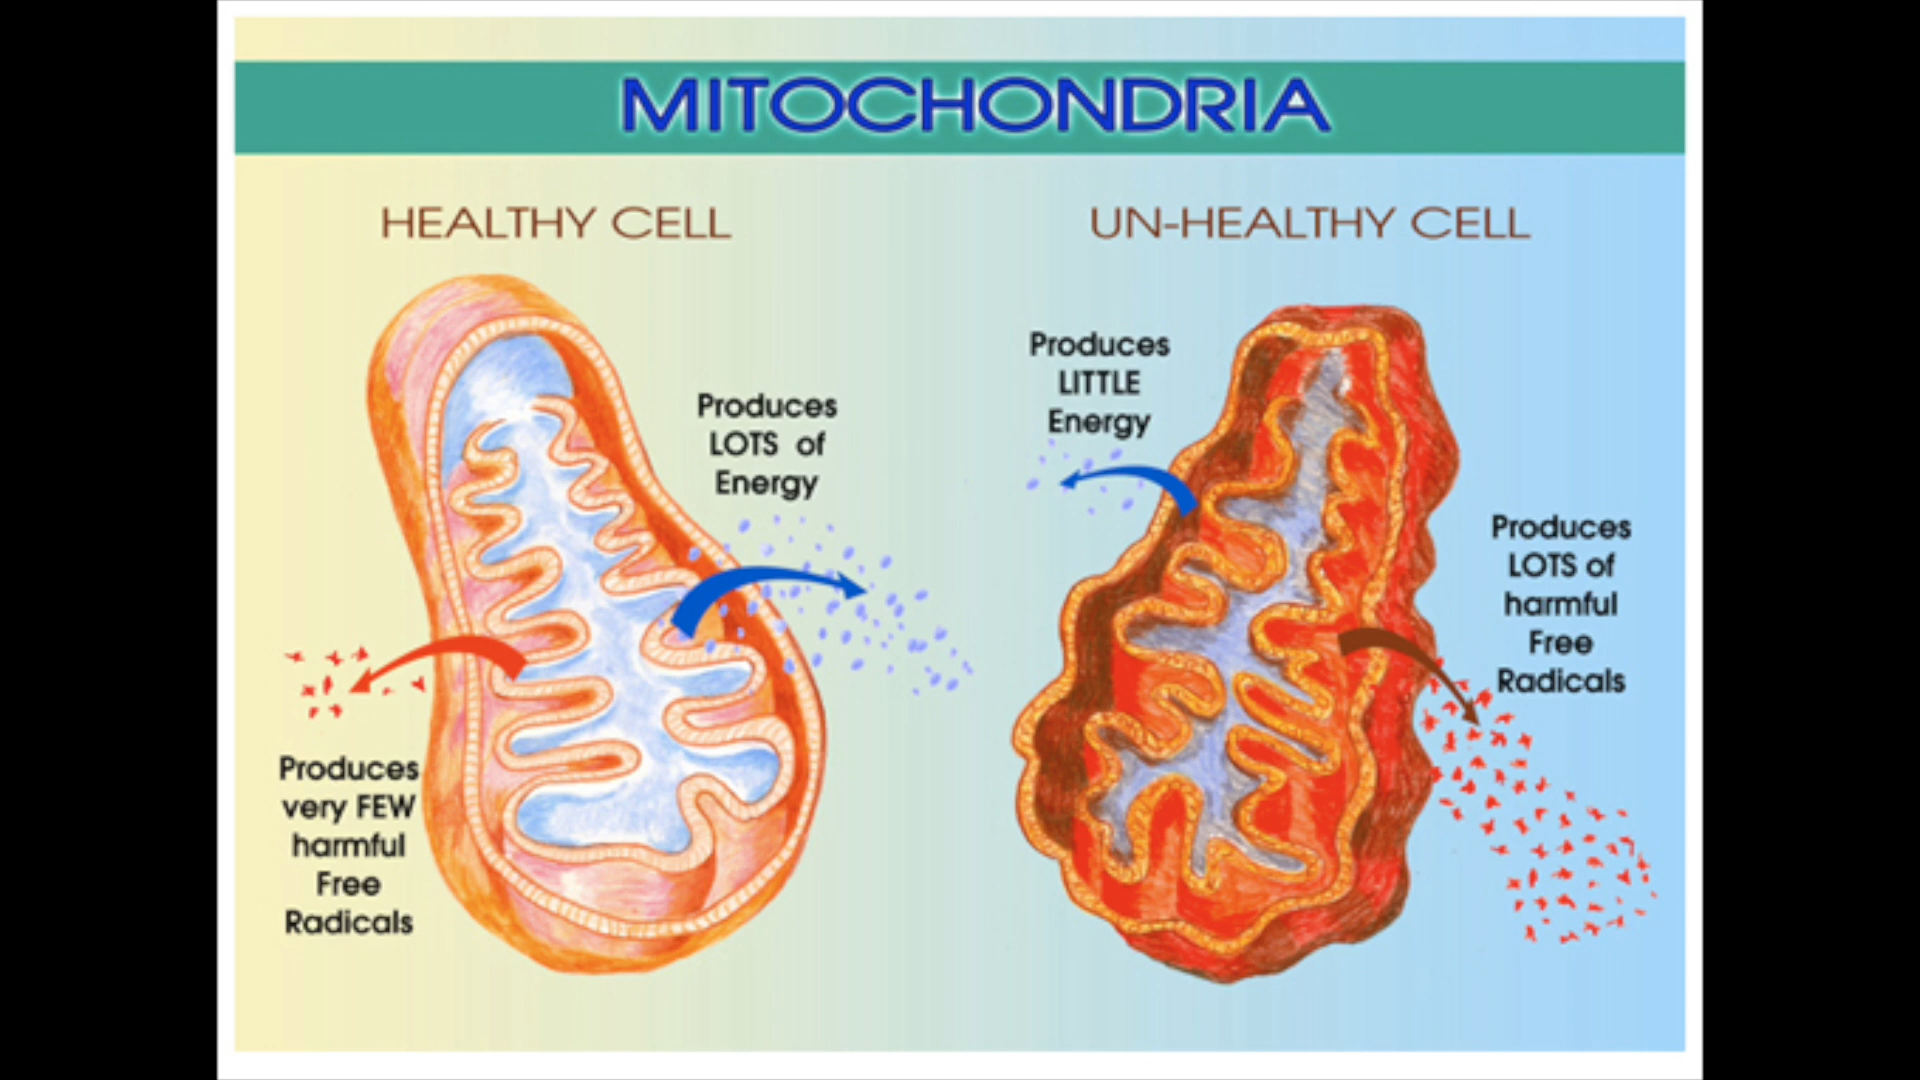 MITOCHONDRIA
HEALTHY CELL
Produces
LOTS of
Energy
Produces
very FEW
harmful
Free
Radicals
UN-HEALTHY CELL
Produces
LITTLE
Energy
Produces
LOTS of
harmful
Free
Radicals